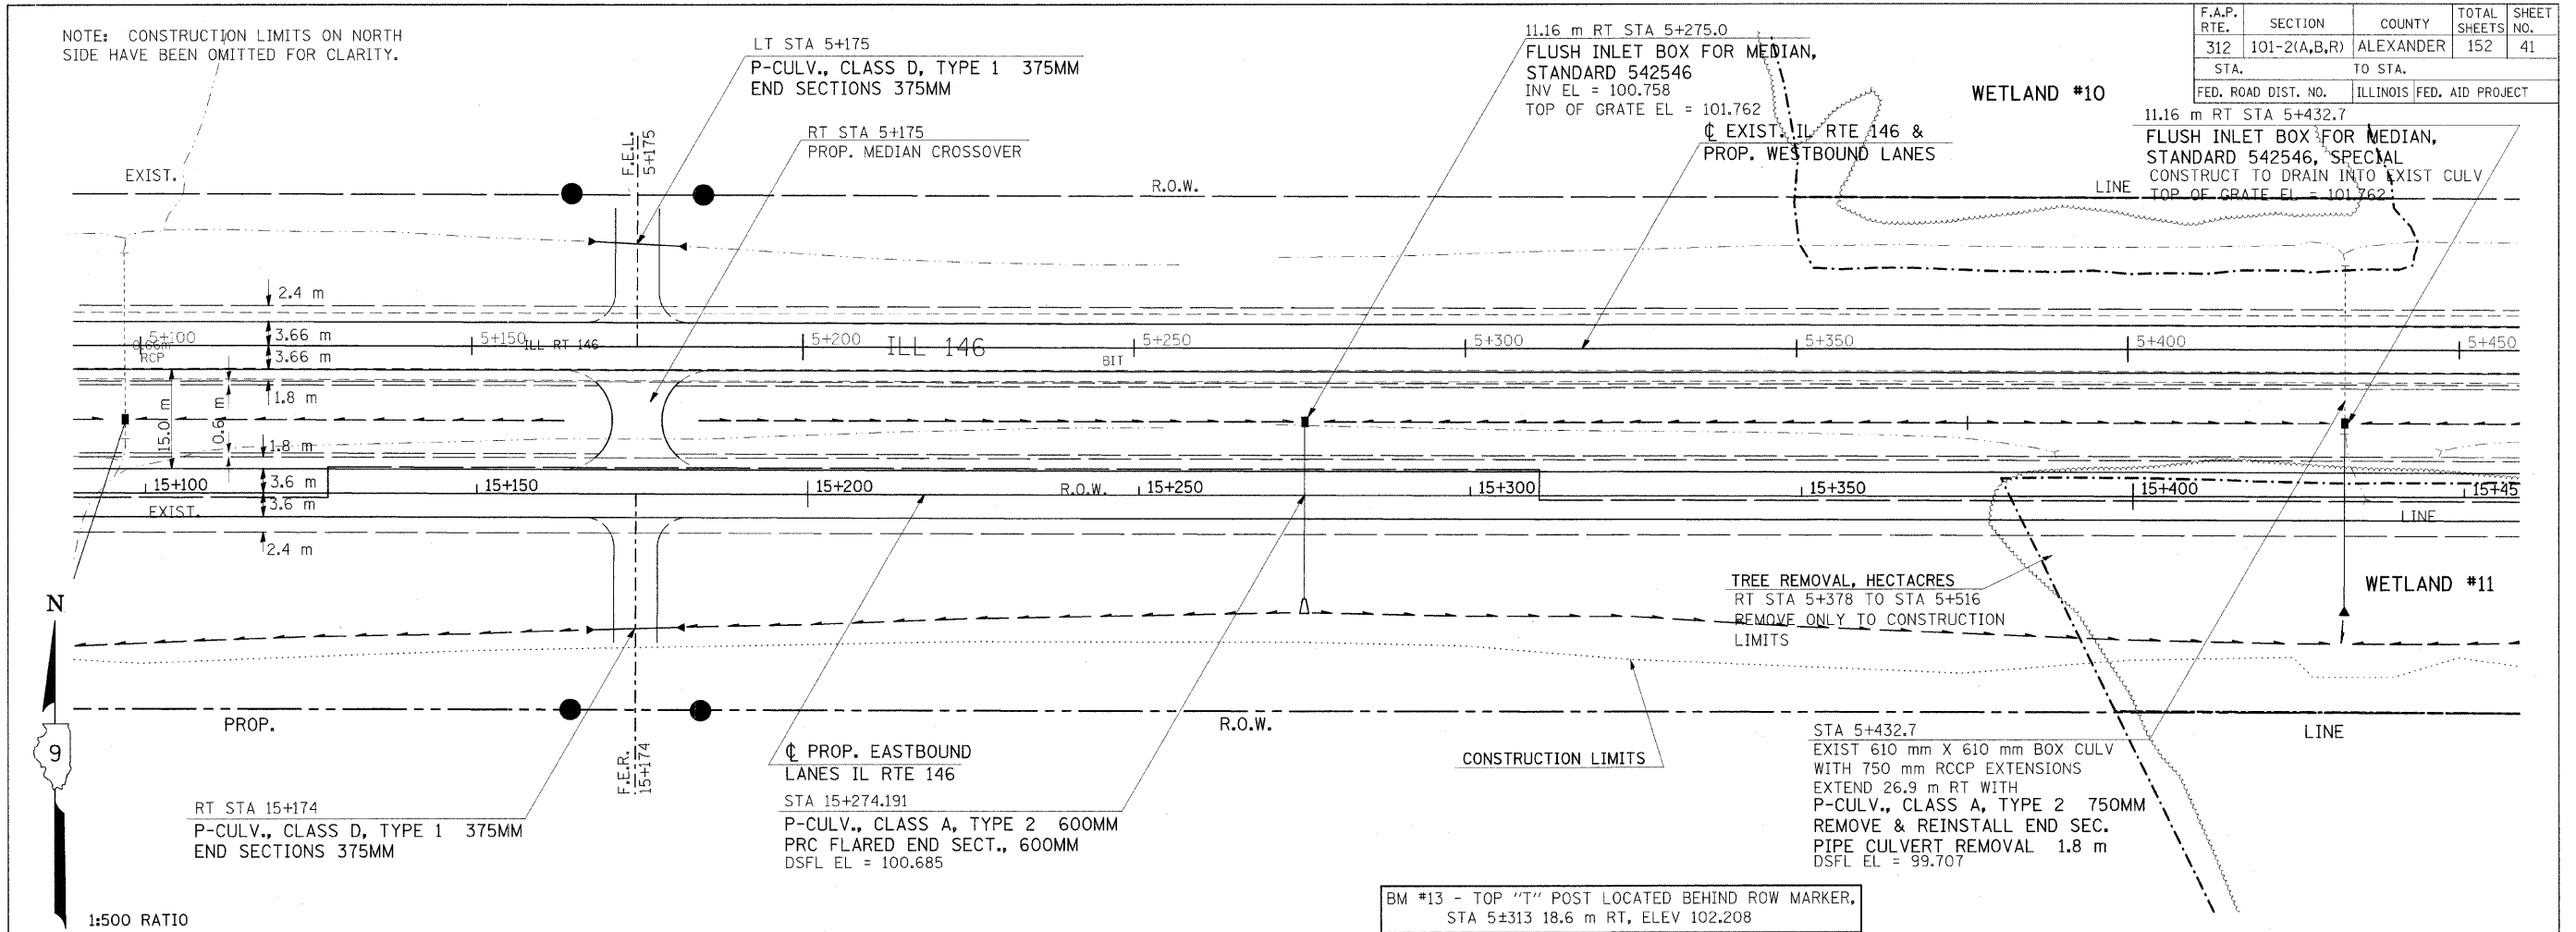 NOTE: CONSTRUCTION LIMITS ON NORTH
SIDE HAVE BEEN OMITTED FOR CLARITY.
LT STA 5+175
P-CULV., CLASS D, TYPE 1 375MM
END SECTIONS 375MM
RT STA 5+175
PROP. MEDIAN CROSSOVER
F.E.L.
5+175
11.16 m RT STA 5+275.0
FLUSH INLET BOX FOR MEDIAN,
STANDARD 542546
INV EL = 100.758
TOP OF GRATE EL = 101.762
℄ EXIST. IL RTE 146 &
PROP. WESTBOUND LANES
WETLAND #10
F.A.P. RTE. SECTION COUNTY TOTAL SHEETS SHEET NO.
312 101-2(A,B,R) ALEXANDER 152 41
STA. TO STA.
FED. ROAD DIST. NO. ILLINOIS FED. AID PROJECT
11.16 m RT STA 5+432.7
FLUSH INLET BOX FOR MEDIAN,
STANDARD 542546, SPECIAL
CONSTRUCT TO DRAIN INTO EXIST CULV
TOP OF GRATE EL = 101.762
EXIST.
R.O.W.
LINE
2.4 m
3.66 m
3.66 m
1.8 m
15.0 m
10.6 m
1.8 m
3.6 m
3.6 m
2.4 m
5+100
RCP
5+150
ILL RT 146
5+200
ILL 146
BIT
5+250
5+300
5+350
5+400
5+450
15+100
15+150
15+200
R.O.W.
15+250
15+300
15+350
15+400
15+45
EXIST.
LINE
TREE REMOVAL, HECTACRES
RT STA 5+378 TO STA 5+516
REMOVE ONLY TO CONSTRUCTION
LIMITS
WETLAND #11
N
9
PROP.
R.O.W.
LINE
F.E.R.
15+174
RT STA 15+174
P-CULV., CLASS D, TYPE 1 375MM
END SECTIONS 375MM
℄ PROP. EASTBOUND
LANES IL RTE 146
STA 15+274.191
P-CULV., CLASS A, TYPE 2 600MM
PRC FLARED END SECT., 600MM
DSFL EL = 100.685
CONSTRUCTION LIMITS
STA 5+432.7
EXIST 610 mm X 610 mm BOX CULV
WITH 750 mm RCCP EXTENSIONS
EXTEND 26.9 m RT WITH
P-CULV., CLASS A, TYPE 2 750MM
REMOVE & REINSTALL END SEC.
PIPE CULVERT REMOVAL 1.8 m
DSFL EL = 99.707
BM #13 - TOP "T" POST LOCATED BEHIND ROW MARKER,
STA 5±313 18.6 m RT, ELEV 102.208
1:500 RATIO